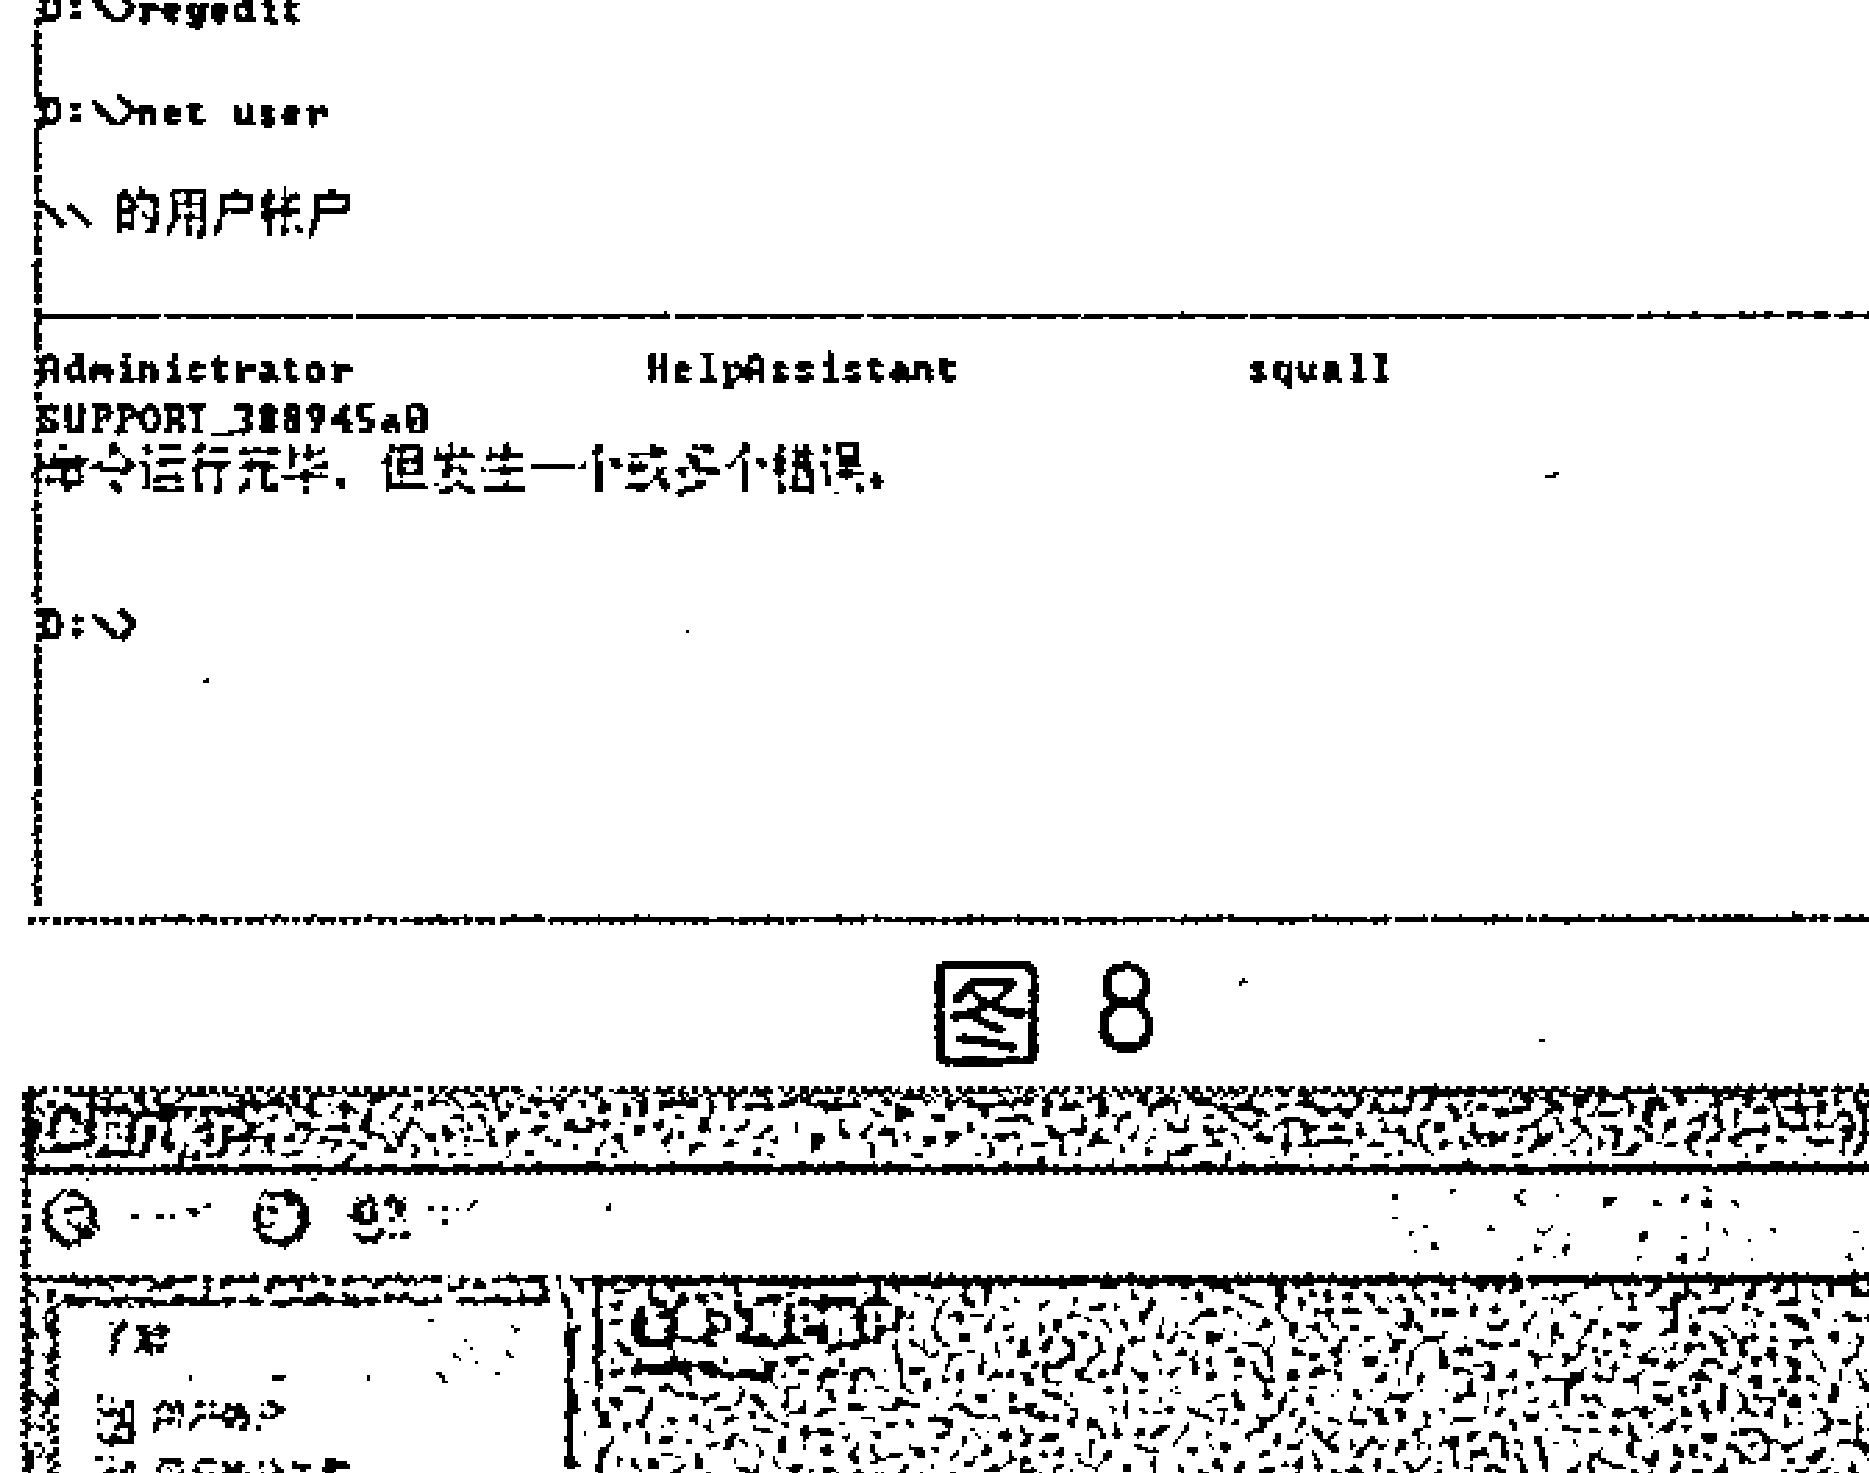 D:\>regedit
D:\>net user
\\ 的用户帐户
Administrator HelpAssistant squall
SUPPORT_388945a0
命令运行完毕，但发生一个或多个错误。
D:\>
图 8